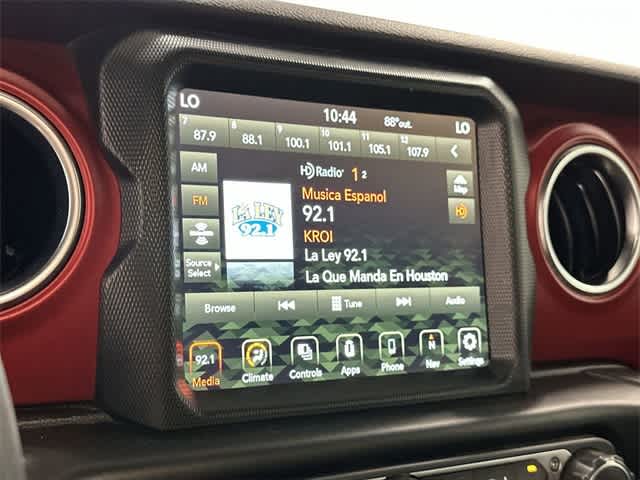 LO
10:44
88° out.
LO
7
87.9
8
88.1
9
100.1
10
101.1
11
105.1
12
107.9
AM
FM
Source
Select
LA LEY
92.1
HD Radio 1 2
Musica Espanol
92.1
KROI
La Ley 92.1
La Que Manda En Houston
Map
HD
Browse
Tune
Audio
92.1
Media
Climate
Controls
Apps
Phone
N
Nav
Settings